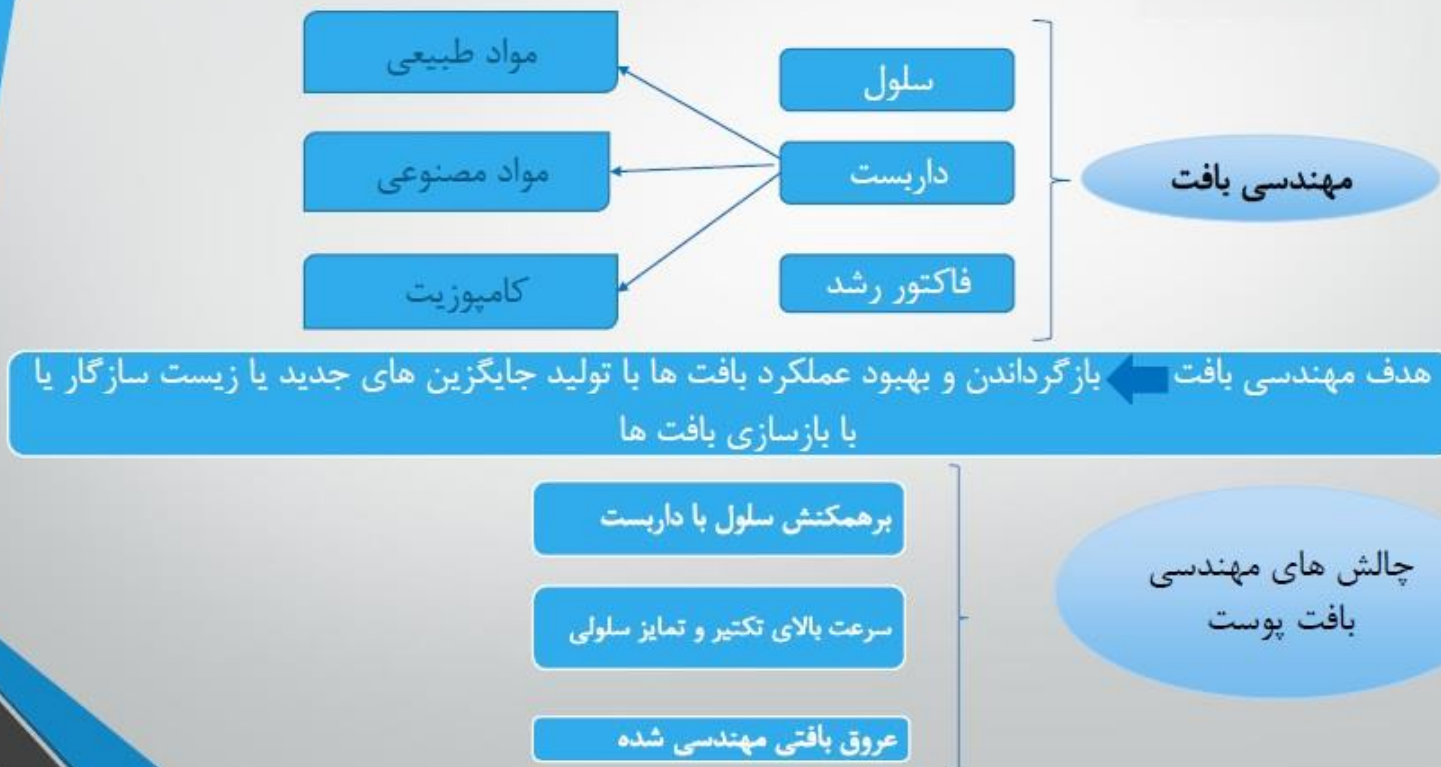 مهندسی بافت
سلول
داربست
فاکتور رشد
مواد طبیعی
مواد مصنوعی
کامپوزیت
هدف مهندسی بافت بازگرداندن و بهبود عملکرد بافت ها با تولید جایگزین های جدید یا زیست سازگار یا
با بازسازی بافت ها
چالش های مهندسی
بافت پوست
برهمکنش سلول با داربست
سرعت بالای تکتیر و تمایز سلولی
عروق بافتی مهندسی شده